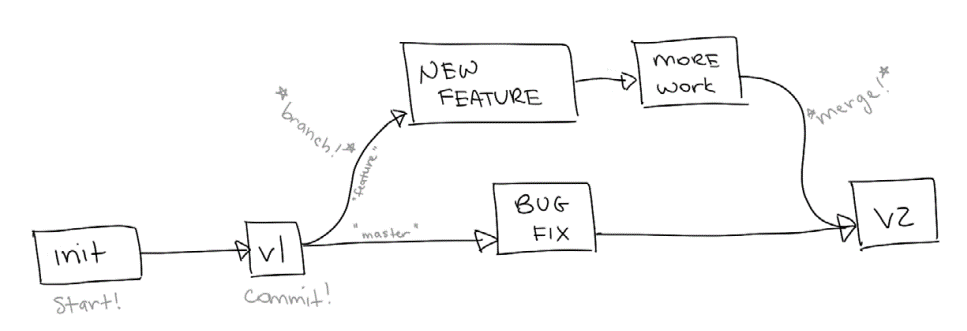 NEW
FEATURE
MORE
work
*branch!*
"feature"
*merge!*
BUG
FIX
V2
"master"
init
v1
Start!
Commit!